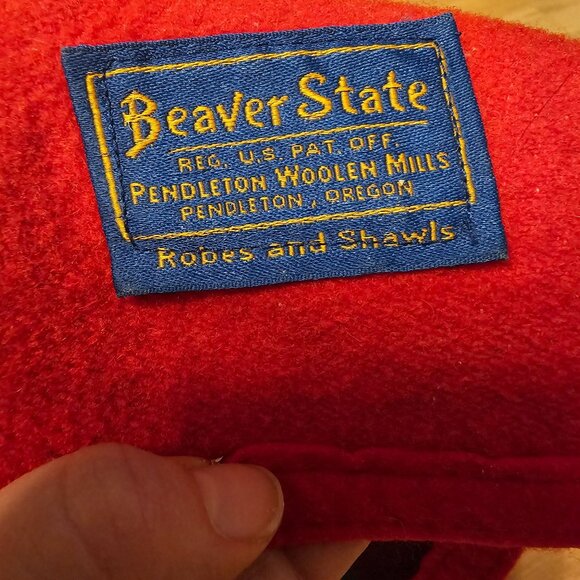 Beaver State
REG. U.S. PAT. OFF.
PENDLETON WOOLEN MILLS
PENDLETON, OREGON
Robes and Shawls